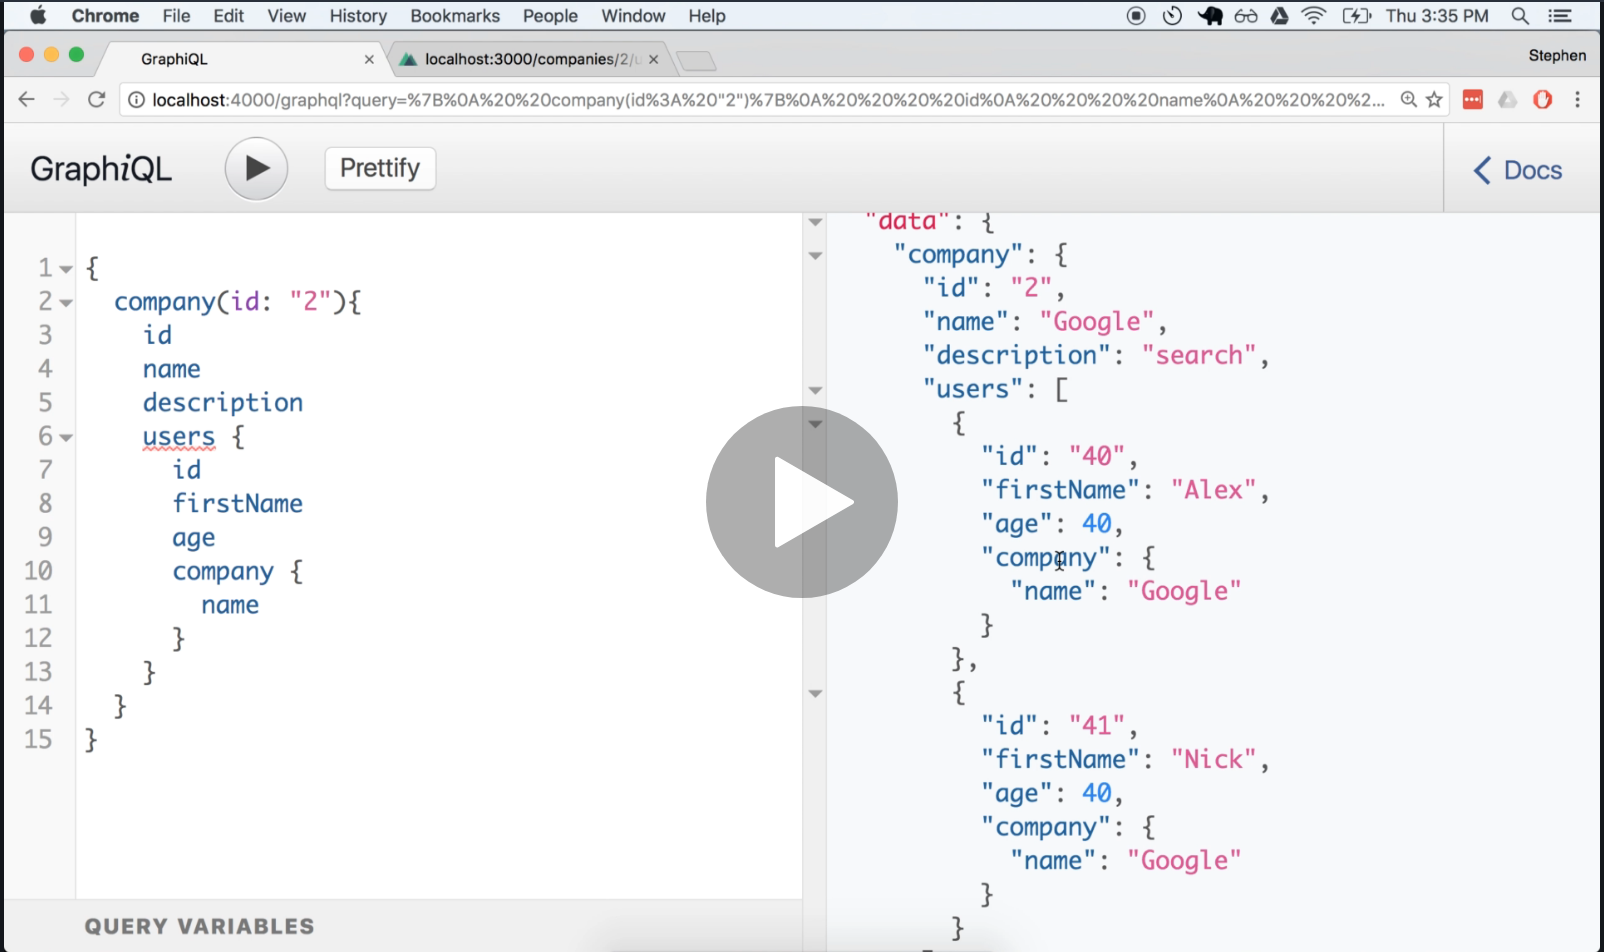 Chrome File Edit View History Bookmarks People Window Help Thu 3:35 PM
GraphiQL localhost:3000/companies/2/u Stephen
localhost:4000/graphql?query=%7B%0A%20%20company(id%3A%20"2")%7B%0A%20%20%20%20id%0A%20%20%20%20name%0A%20%20%20%2...
GraphiQL Prettify Docs
1 {
2 company(id: "2"){
3 id
4 name
5 description
6 users {
7 id
8 firstName
9 age
10 company {
11 name
12 }
13 }
14 }
15 }
QUERY VARIABLES
"data": {
"company": {
"id": "2",
"name": "Google",
"description": "search",
"users": [
{
"id": "40",
"firstName": "Alex",
"age": 40,
"company": {
"name": "Google"
}
},
{
"id": "41",
"firstName": "Nick",
"age": 40,
"company": {
"name": "Google"
}
}